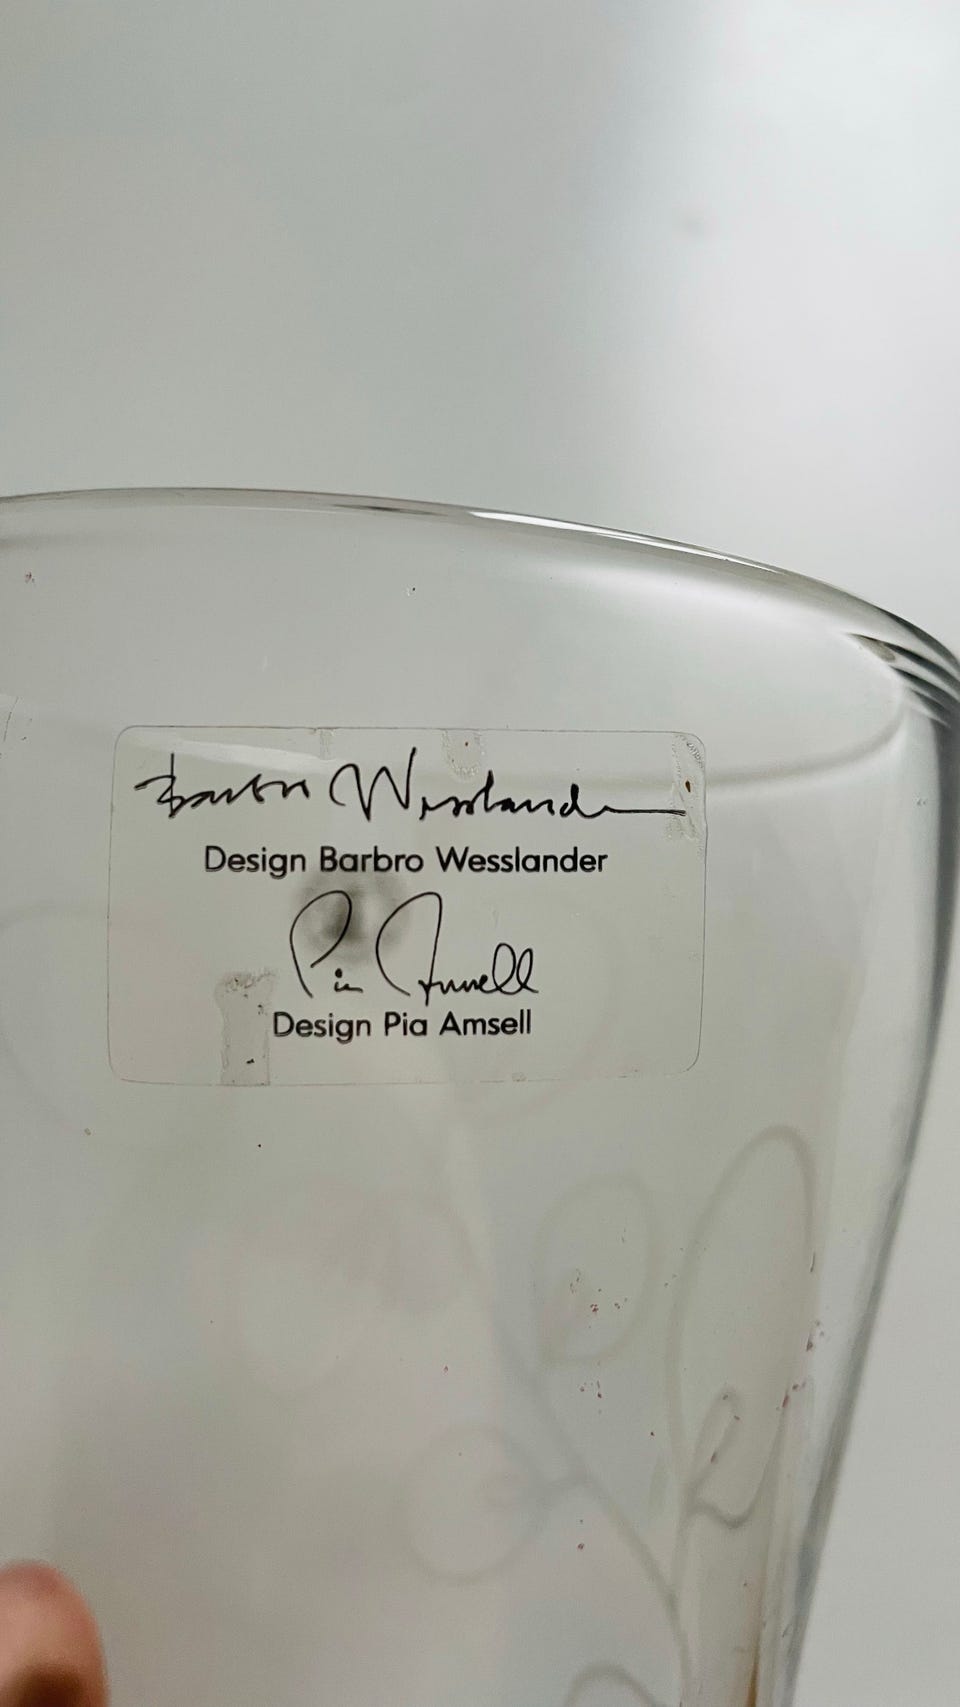 Barbro Wesslander
Design Barbro Wesslander
Pia Amsell
Design Pia Amsell